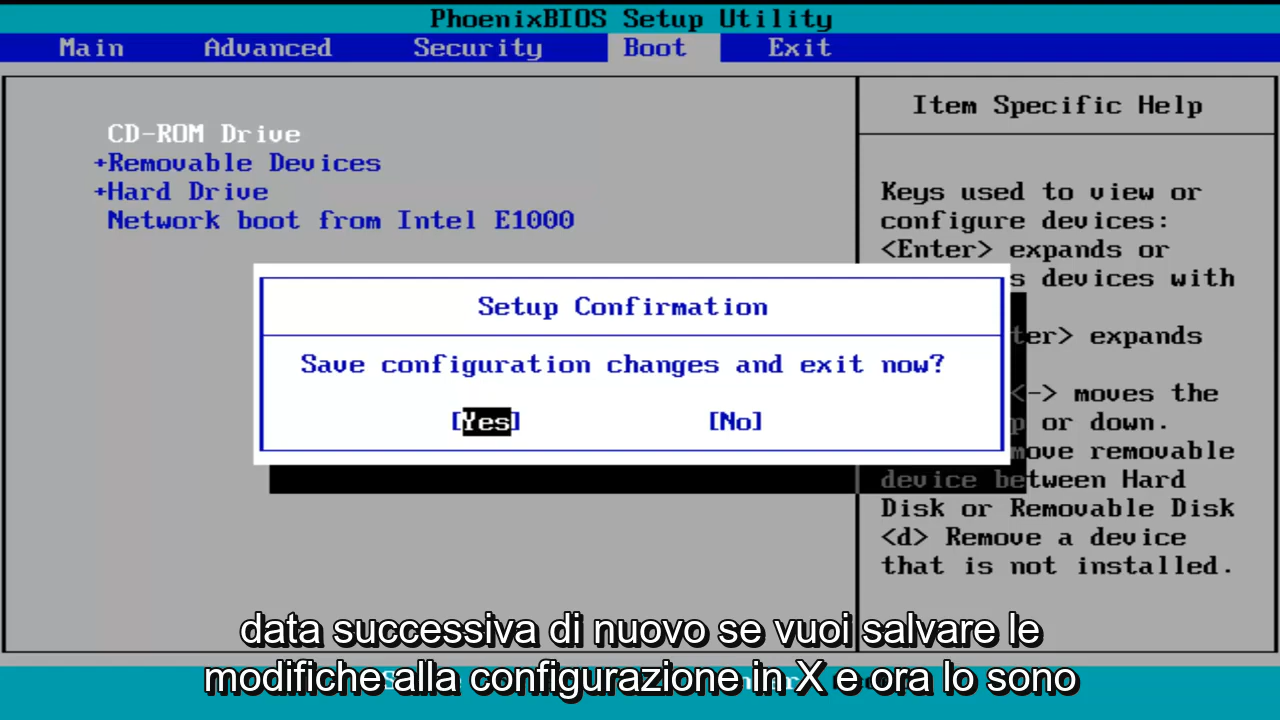 PhoenixBIOS Setup Utility
Main Advanced Security Boot Exit
CD-ROM Drive
+Removable Devices
+Hard Drive
Network boot from Intel E1000
Item Specific Help
Keys used to view or
configure devices:
<Enter> expands or
s devices with
ter> expands
<-> moves the
p or down.
move removable
device between Hard
Disk or Removable Disk
<d> Remove a device
that is not installed.
Setup Confirmation
Save configuration changes and exit now?
[Yes] [No]
data successiva di nuovo se vuoi salvare le
modifiche alla configurazione in X e ora lo sono